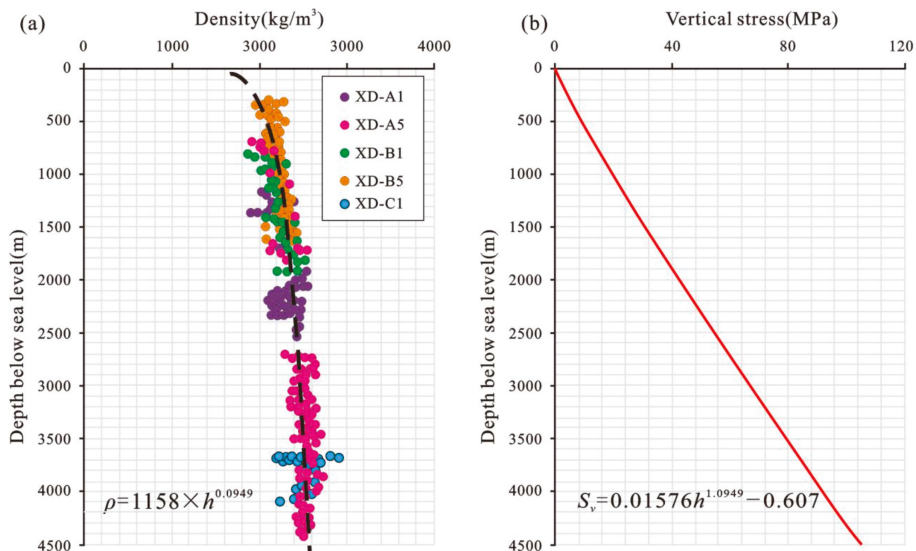 (a)
Density(kg/m³)
0 1000 3000 3000 4000
Depth below sea level(m)
0
500
1000
1500
2000
2500
3000
3500
4000
4500
XD-A1
XD-A5
XD-B1
XD-B5
XD-C1
ρ=1158×h^0.0949
(b)
Vertical stress(MPa)
0 40 80 120
Depth below sea level(m)
0
500
1000
1500
2000
2500
3000
3500
4000
4500
Sᵥ=0.01576h^1.0949−0.607